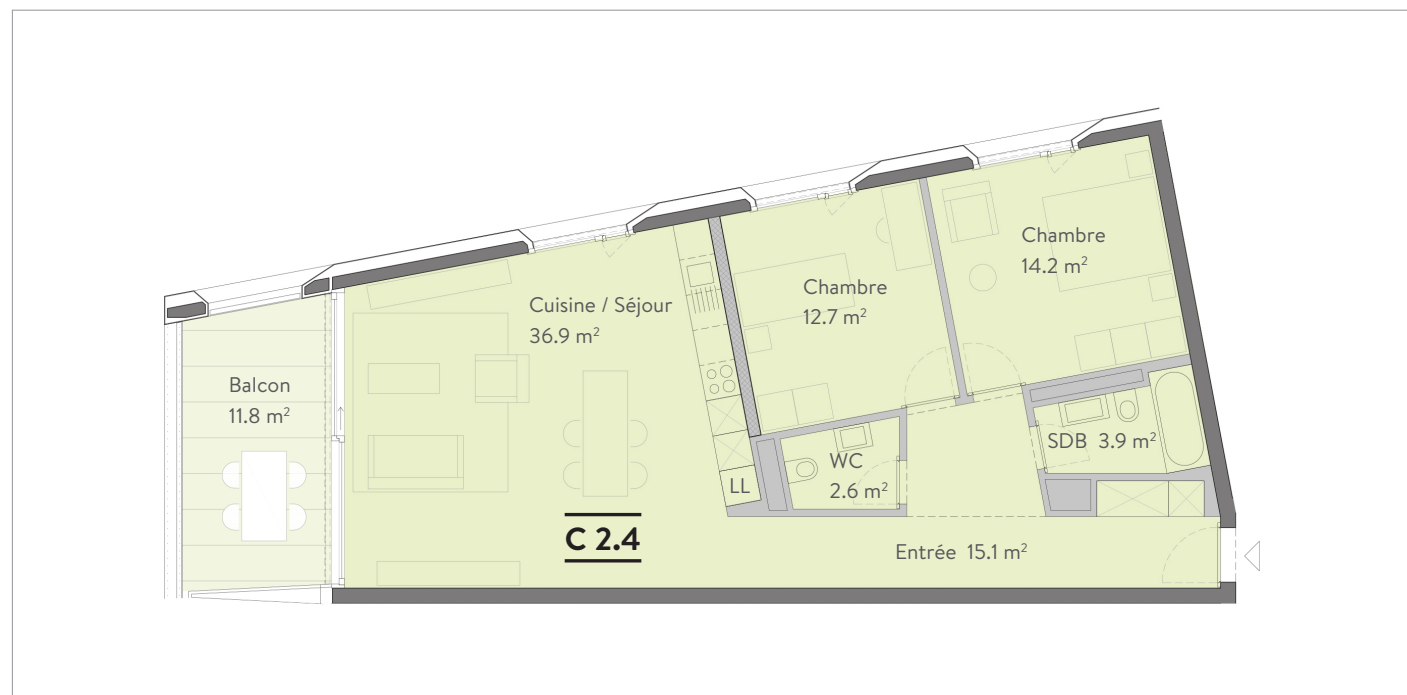 Chambre
14.2 m²
Chambre
12.7 m²
Cuisine / Séjour
36.9 m²
Balcon
11.8 m²
SDB 3.9 m²
WC
2.6 m²
LL
C 2.4
Entrée 15.1 m²